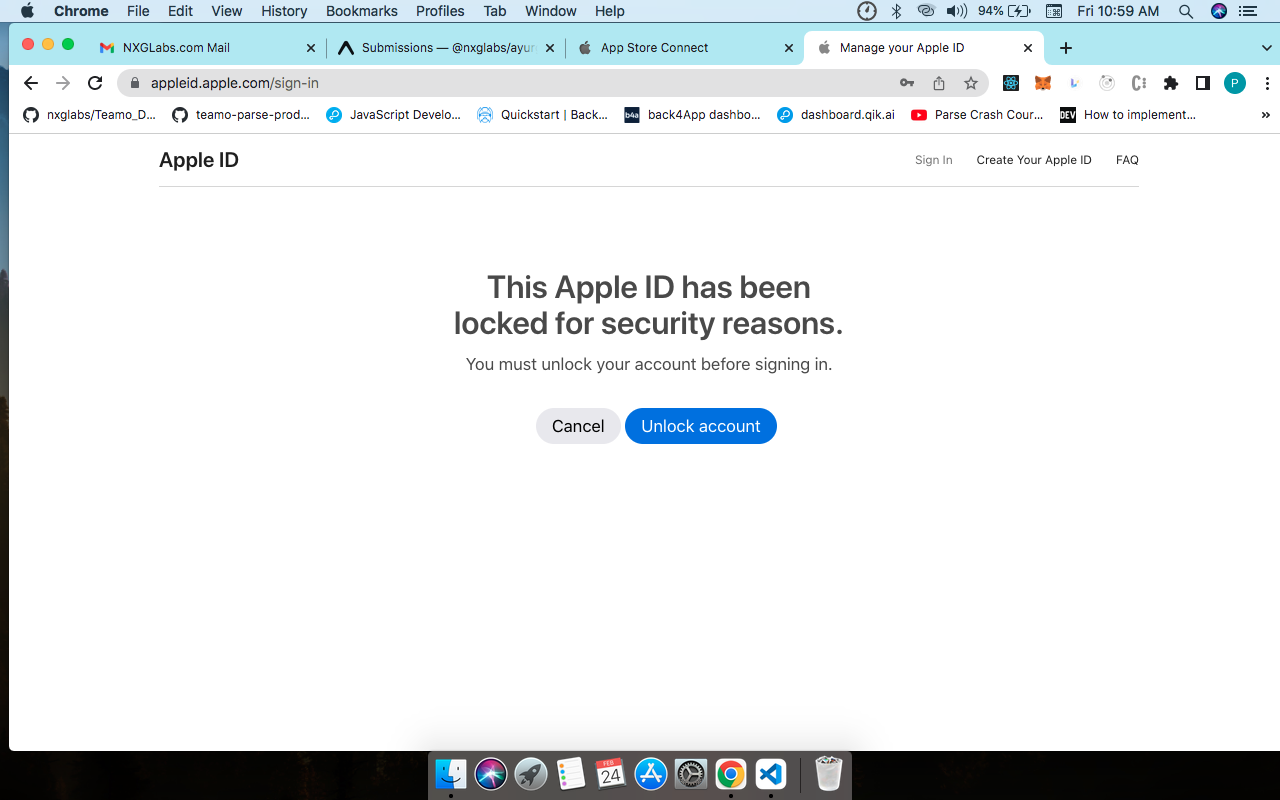 Chrome File Edit View History Bookmarks Profiles Tab Window Help 94% Fri 10:59 AM
NXGLabs.com Mail Submissions — @nxglabs/ayur App Store Connect Manage your Apple ID
appleid.apple.com/sign-in P
nxglabs/Teamo_D... teamo-parse-prod... JavaScript Develo... Quickstart | Back... b4a back4App dashbo... dashboard.qik.ai Parse Crash Cour... DEV How to implement... »
Apple ID Sign In Create Your Apple ID FAQ
This Apple ID has been
locked for security reasons.
You must unlock your account before signing in.
Cancel Unlock account
FEB
24